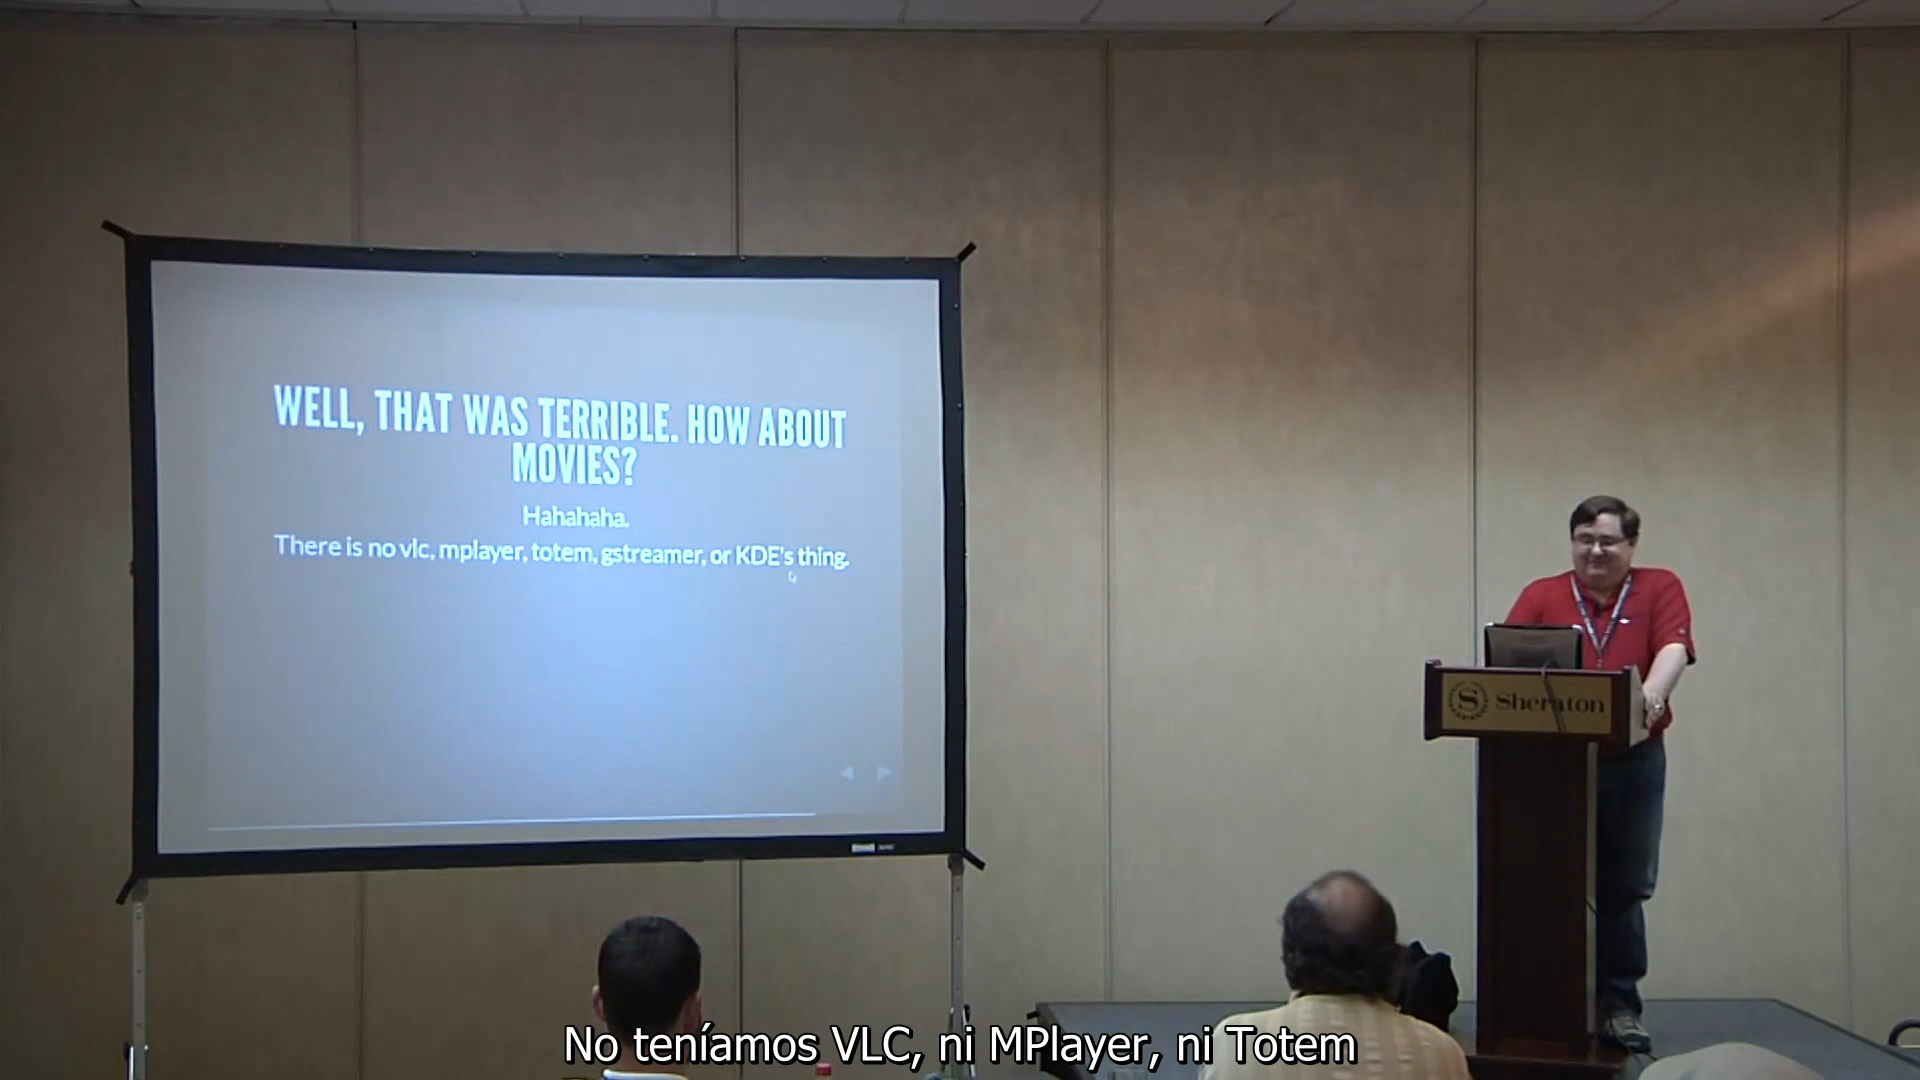 WELL, THAT WAS TERRIBLE. HOW ABOUT
MOVIES?
Hahahaha.
There is no vlc, mplayer, totem, gstreamer, or KDE's thing.
S Sheraton
No teníamos VLC, ni MPlayer, ni Totem